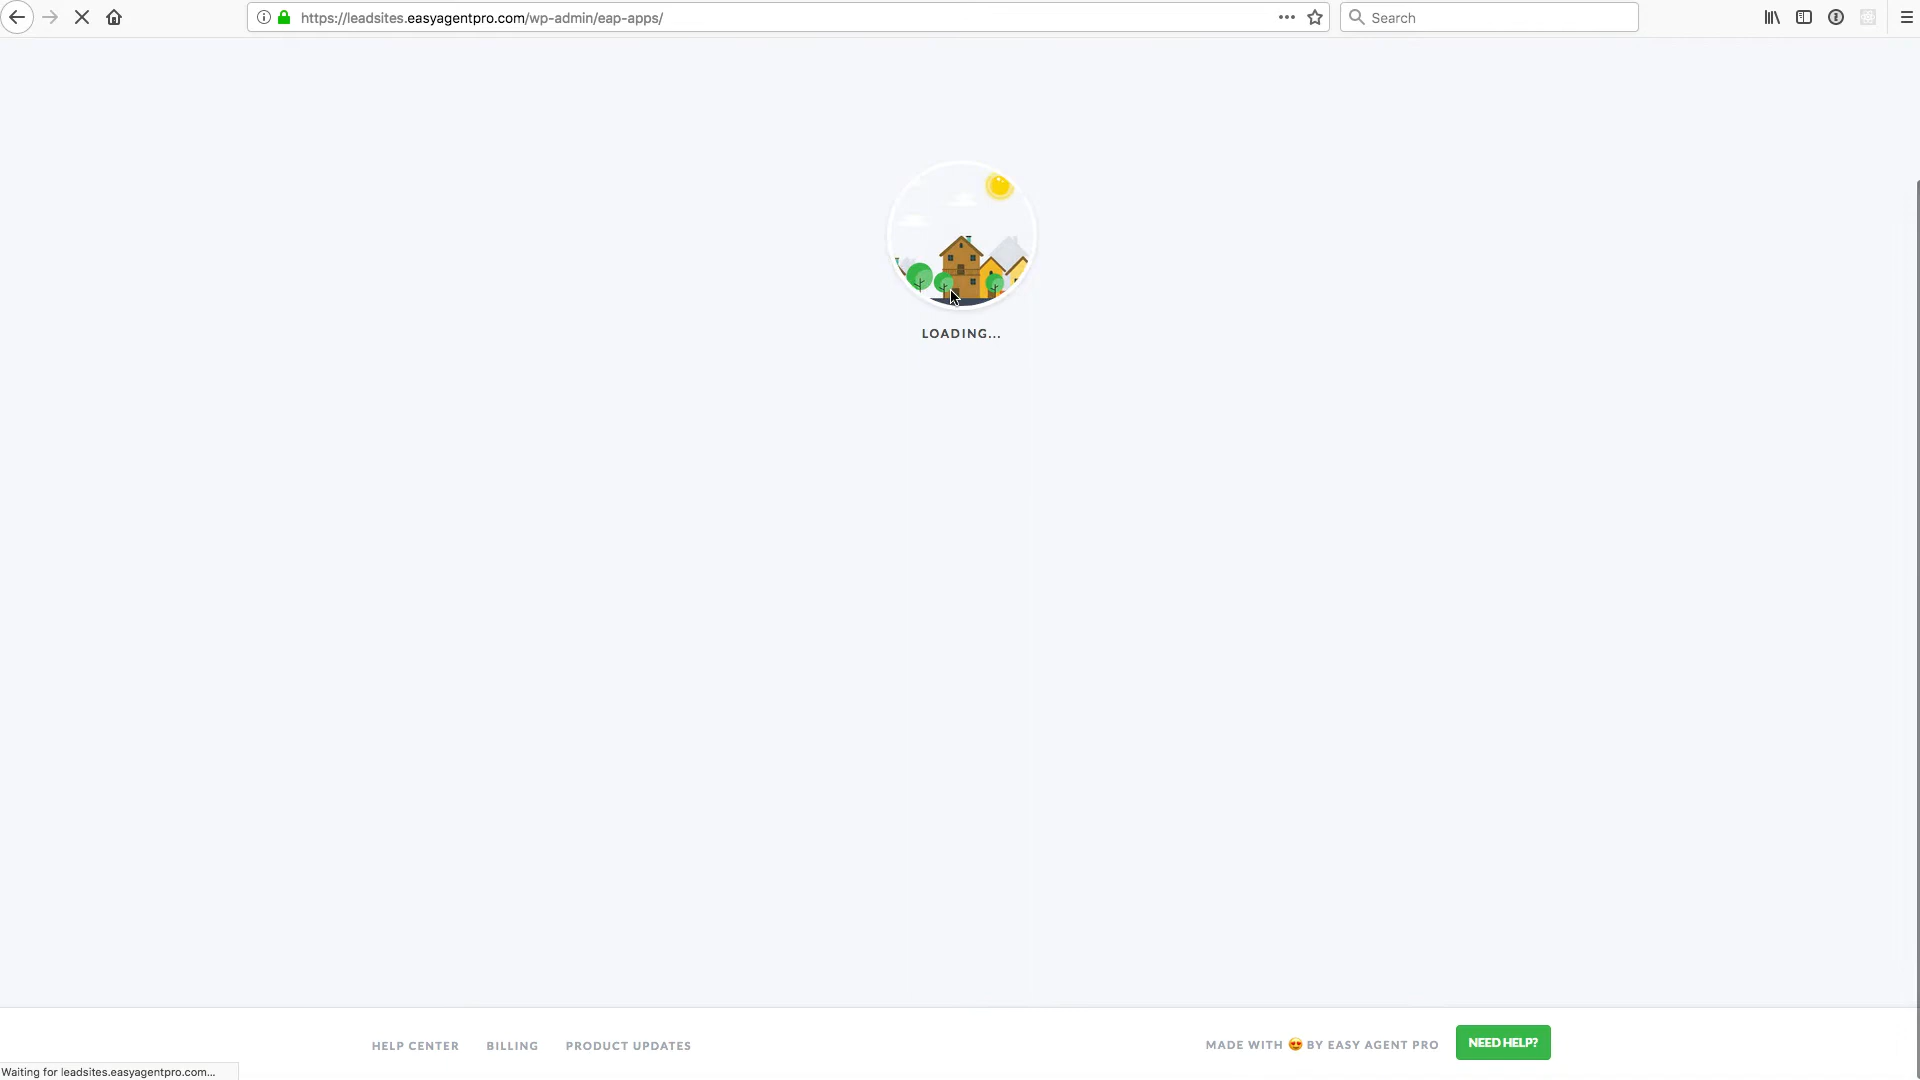 https://leadsites.easyagentpro.com/wp-admin/eap-apps/
Search
LOADING...
HELP CENTER
BILLING
PRODUCT UPDATES
MADE WITH 😍 BY EASY AGENT PRO
NEED HELP?
Waiting for leadsites.easyagentpro.com...